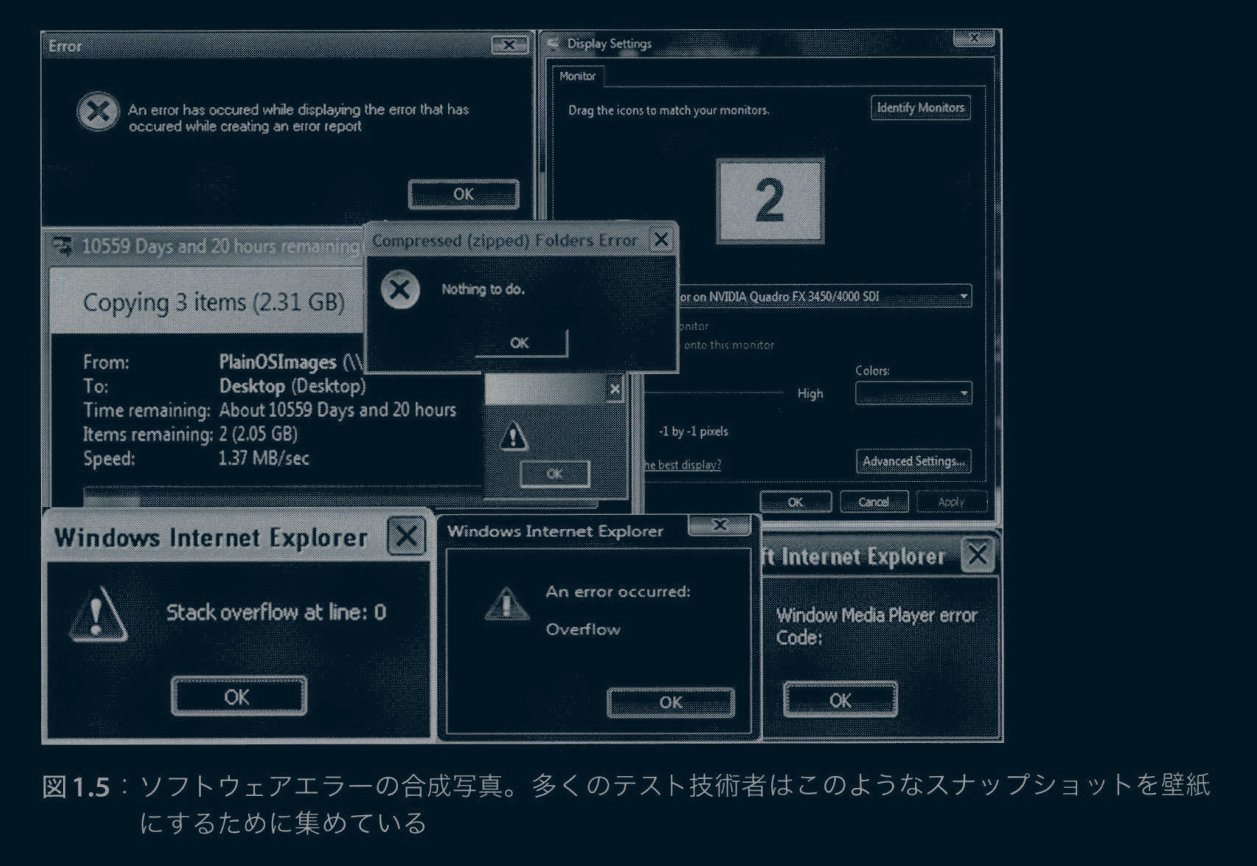 Error
An error has occured while displaying the error that has
occured while creating an error report
OK
Display Settings
Monitor
Drag the icons to match your monitors.
Identify Monitors
2
or on NVIDIA Quadro FX 3450/4000 SDI
onitor
onto this monitor
Colors:
High
-1 by -1 pixels
he best display?
Advanced Settings...
OK
Cancel
Apply
10559 Days and 20 hours remaining
Copying 3 items (2.31 GB)
From: PlainOSImages (\\
To: Desktop (Desktop)
Time remaining: About 10559 Days and 20 hours
Items remaining: 2 (2.05 GB)
Speed: 1.37 MB/sec
Compressed (zipped) Folders Error
Nothing to do.
OK
OK
Windows Internet Explorer
Stack overflow at line: 0
OK
Windows Internet Explorer
An error occurred:
Overflow
OK
ft Internet Explorer
Window Media Player error
Code:
OK
図1.5：ソフトウェアエラーの合成写真。多くのテスト技術者はこのようなスナップショットを壁紙
にするために集めている